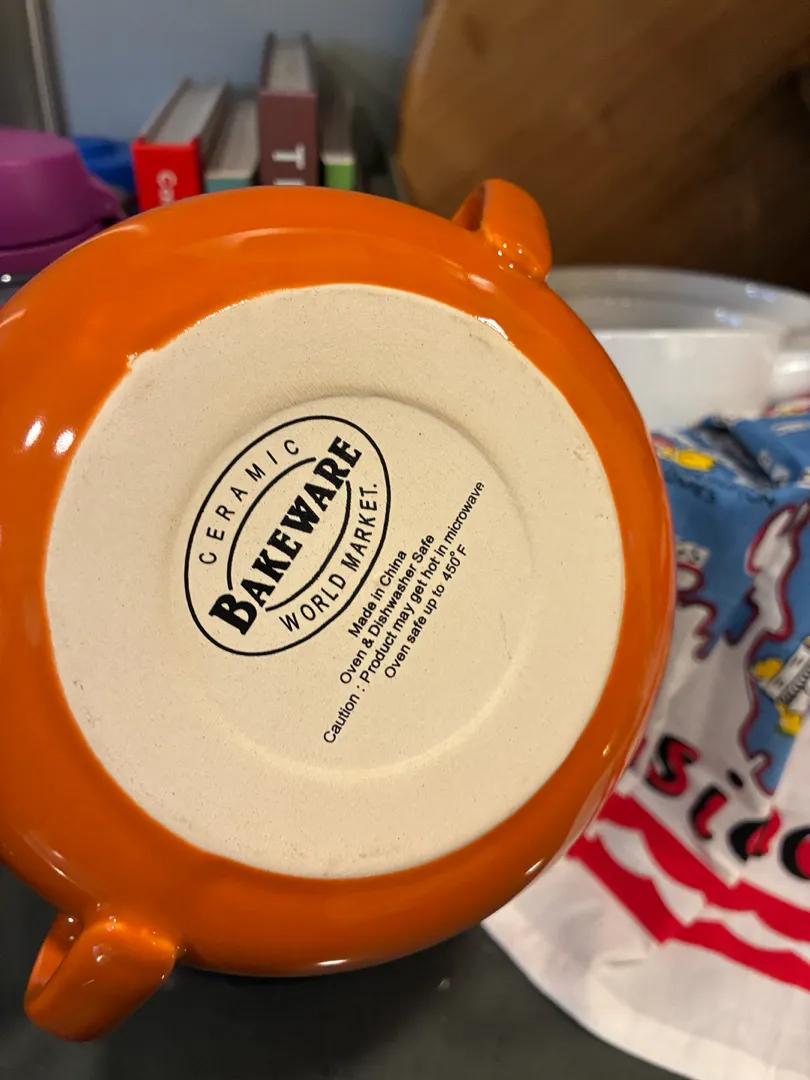 CERAMIC
BAKEWARE
WORLD MARKET.
Made in China
Oven & Dishwasher Safe
Caution : Product may get hot in microwave
Oven safe up to 450°F